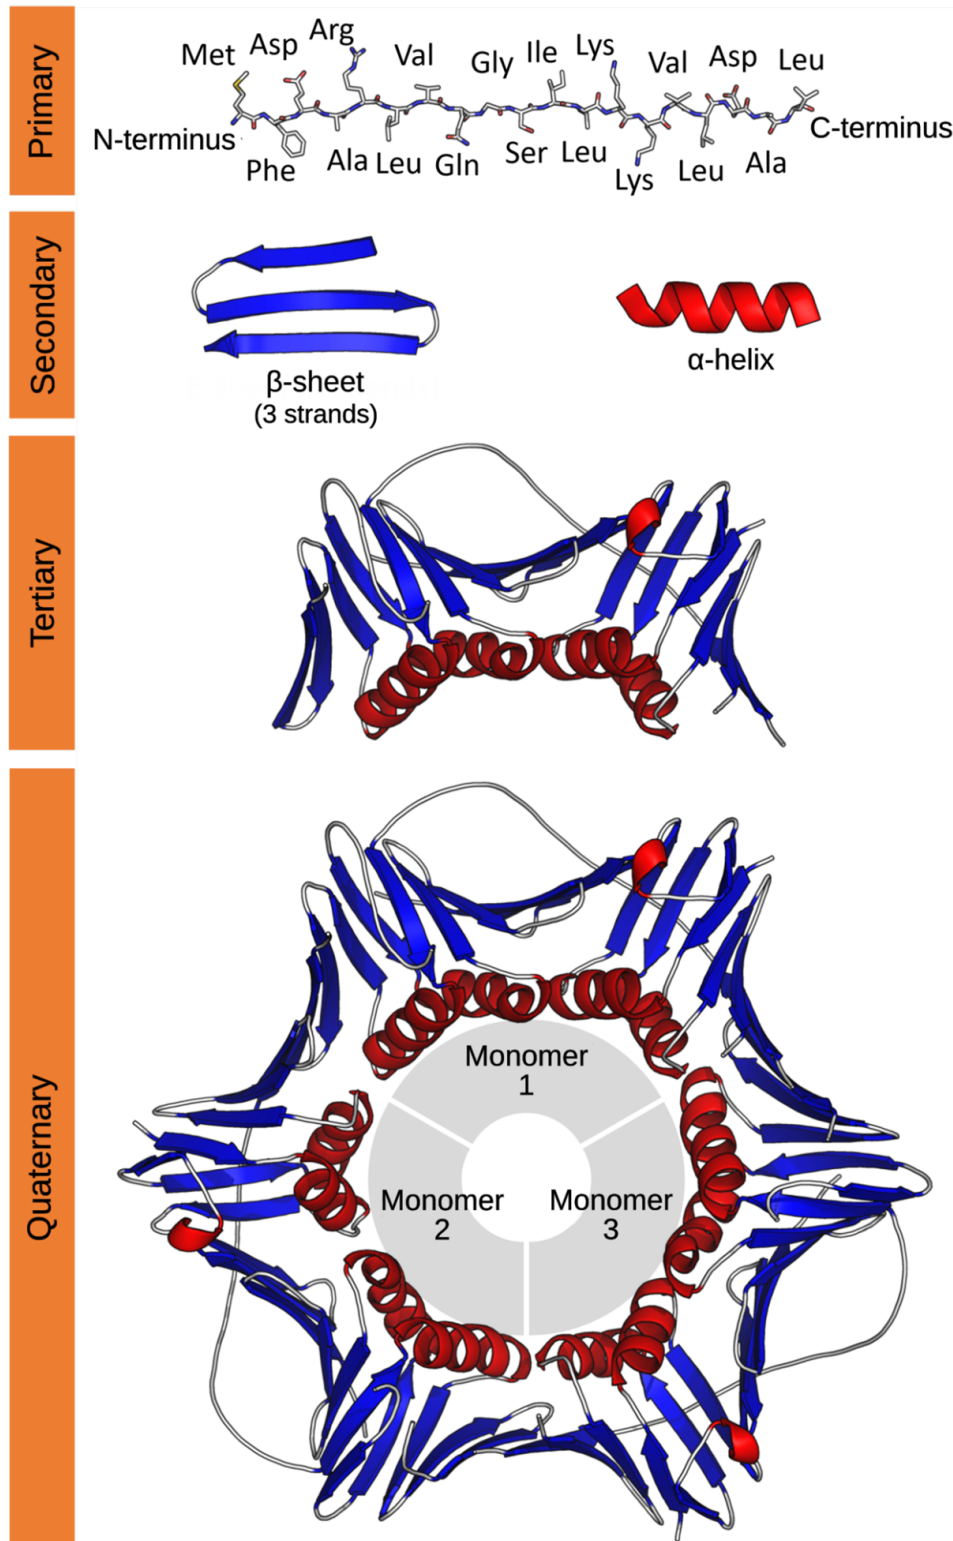 Primary
Met Asp Arg Val Gly Ile Lys Val Asp Leu
N-terminus
C-terminus
Phe Ala Leu Gln Ser Leu Lys Leu Ala
Secondary
β-sheet
(3 strands)
α-helix
Tertiary
Quaternary
Monomer
1
Monomer
2
Monomer
3